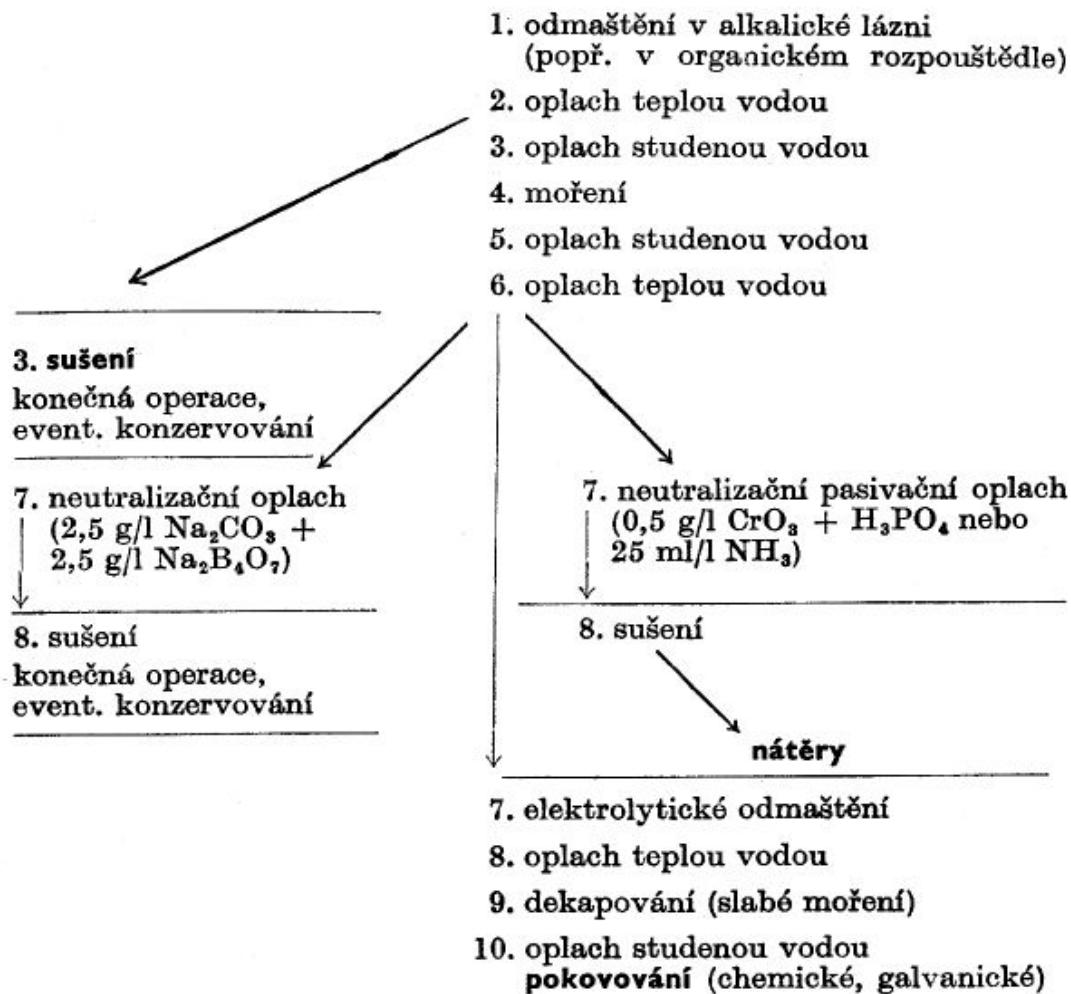 1. odmaštění v alkalické lázni
(popř. v organickém rozpouštědle)
2. oplach teplou vodou
3. oplach studenou vodou
4. moření
5. oplach studenou vodou
6. oplach teplou vodou
3. sušení
konečná operace,
event. konzervování
7. neutralizační oplach
(2,5 g/l Na₂CO₃ +
2,5 g/l Na₂B₄O₇)
8. sušení
konečná operace,
event. konzervování
7. neutralizační pasivační oplach
(0,5 g/l CrO₃ + H₃PO₄ nebo
25 ml/l NH₃)
8. sušení
nátěry
7. elektrolytické odmaštění
8. oplach teplou vodou
9. dekapování (slabé moření)
10. oplach studenou vodou
pokovování (chemické, galvanické)